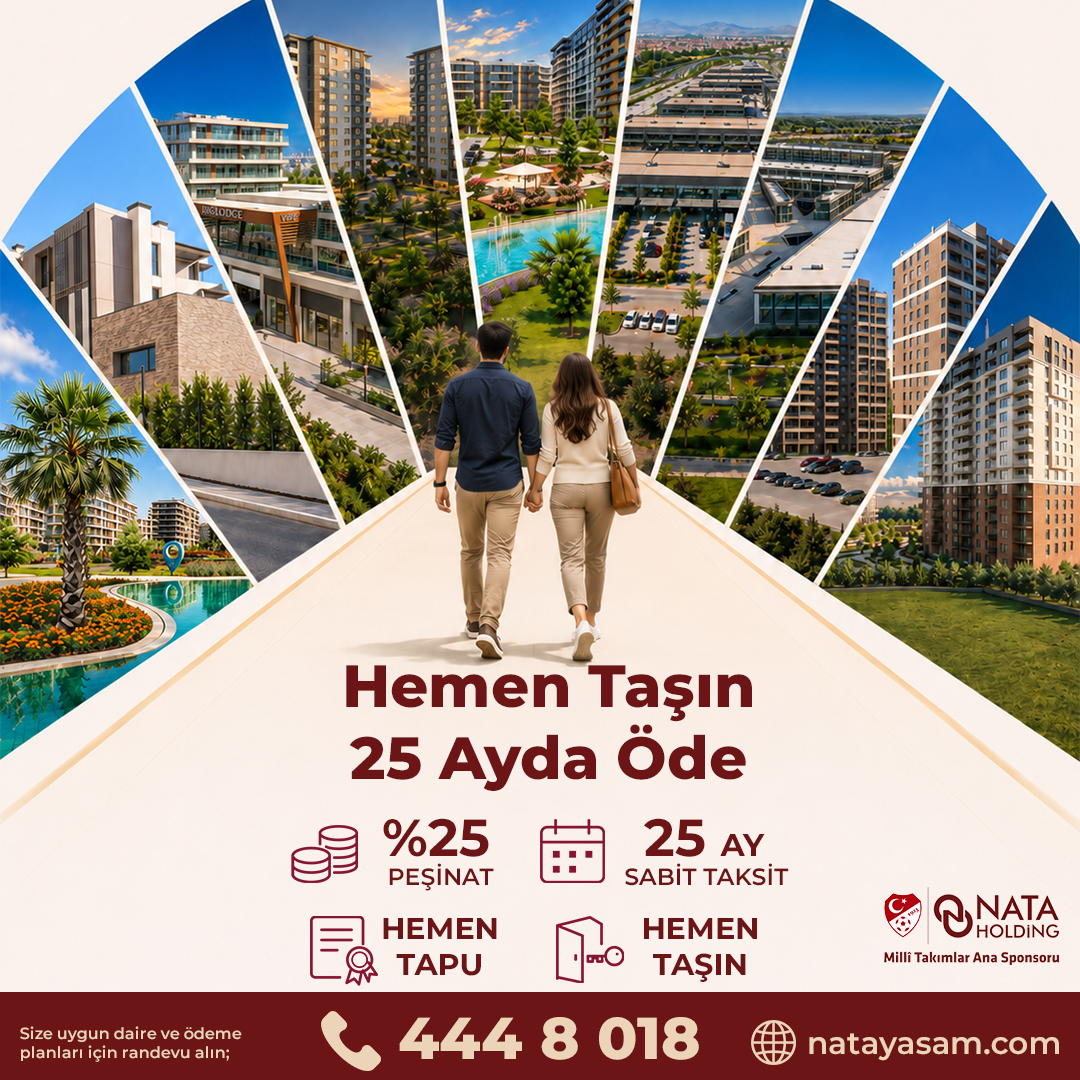 Hemen Taşın
25 Ayda Öde
%25
PEŞİNAT
25 AY
SABİT TAKSİT
HEMEN
TAPU
HEMEN
TAŞIN
NATA
HOLDİNG
Millî Takımlar Ana Sponsoru
Size uygun daire ve ödeme
planları için randevu alın;
444 8 018
natayasam.com